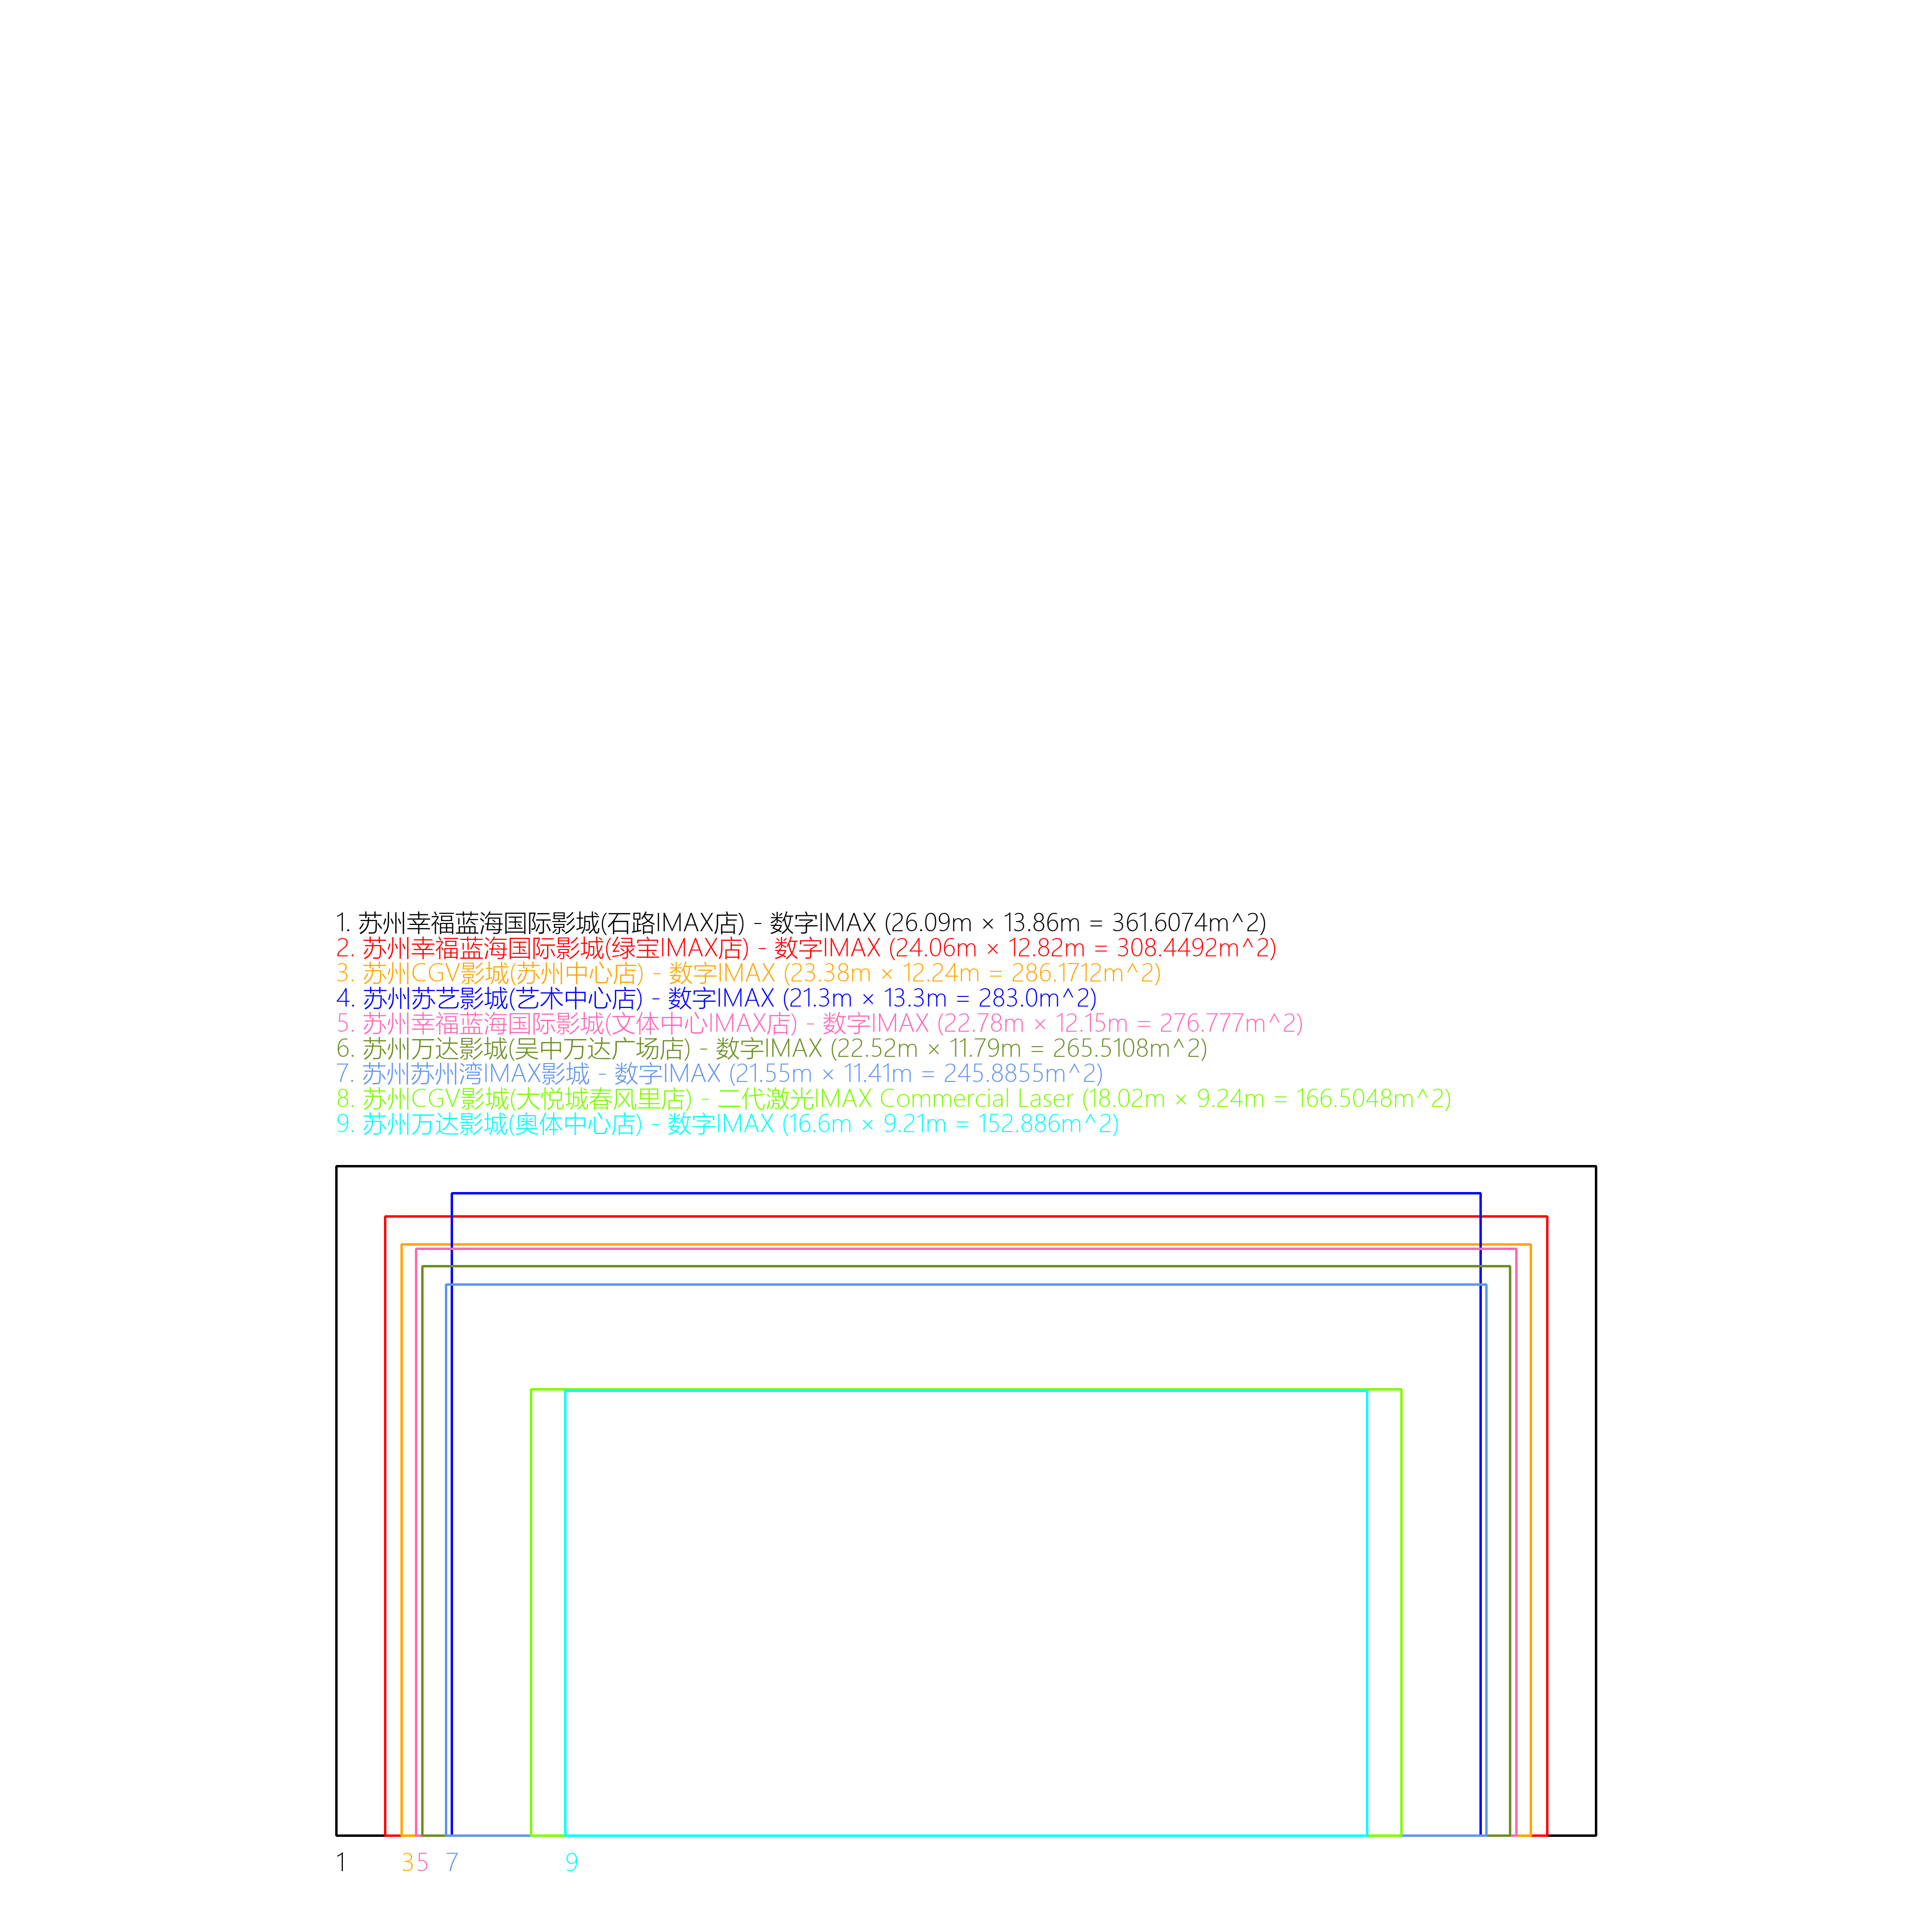 1. 苏州幸福蓝海国际影城(石路IMAX店) - 数字IMAX (26.09m × 13.86m = 361.6074m^2)
2. 苏州幸福蓝海国际影城(绿宝IMAX店) - 数字IMAX (24.06m × 12.82m = 308.4492m^2)
3. 苏州CGV影城(苏州中心店) - 数字IMAX (23.38m × 12.24m = 286.1712m^2)
4. 苏州苏艺影城(艺术中心店) - 数字IMAX (21.3m × 13.3m = 283.0m^2)
5. 苏州幸福蓝海国际影城(文体中心IMAX店) - 数字IMAX (22.78m × 12.15m = 276.777m^2)
6. 苏州万达影城(吴中万达广场店) - 数字IMAX (22.52m × 11.79m = 265.5108m^2)
7. 苏州苏州湾IMAX影城 - 数字IMAX (21.55m × 11.41m = 245.8855m^2)
8. 苏州CGV影城(大悦城春风里店) - 二代激光IMAX Commercial Laser (18.02m × 9.24m = 166.5048m^2)
9. 苏州万达影城(奥体中心店) - 数字IMAX (16.6m × 9.21m = 152.886m^2)
1 3 5 7 9